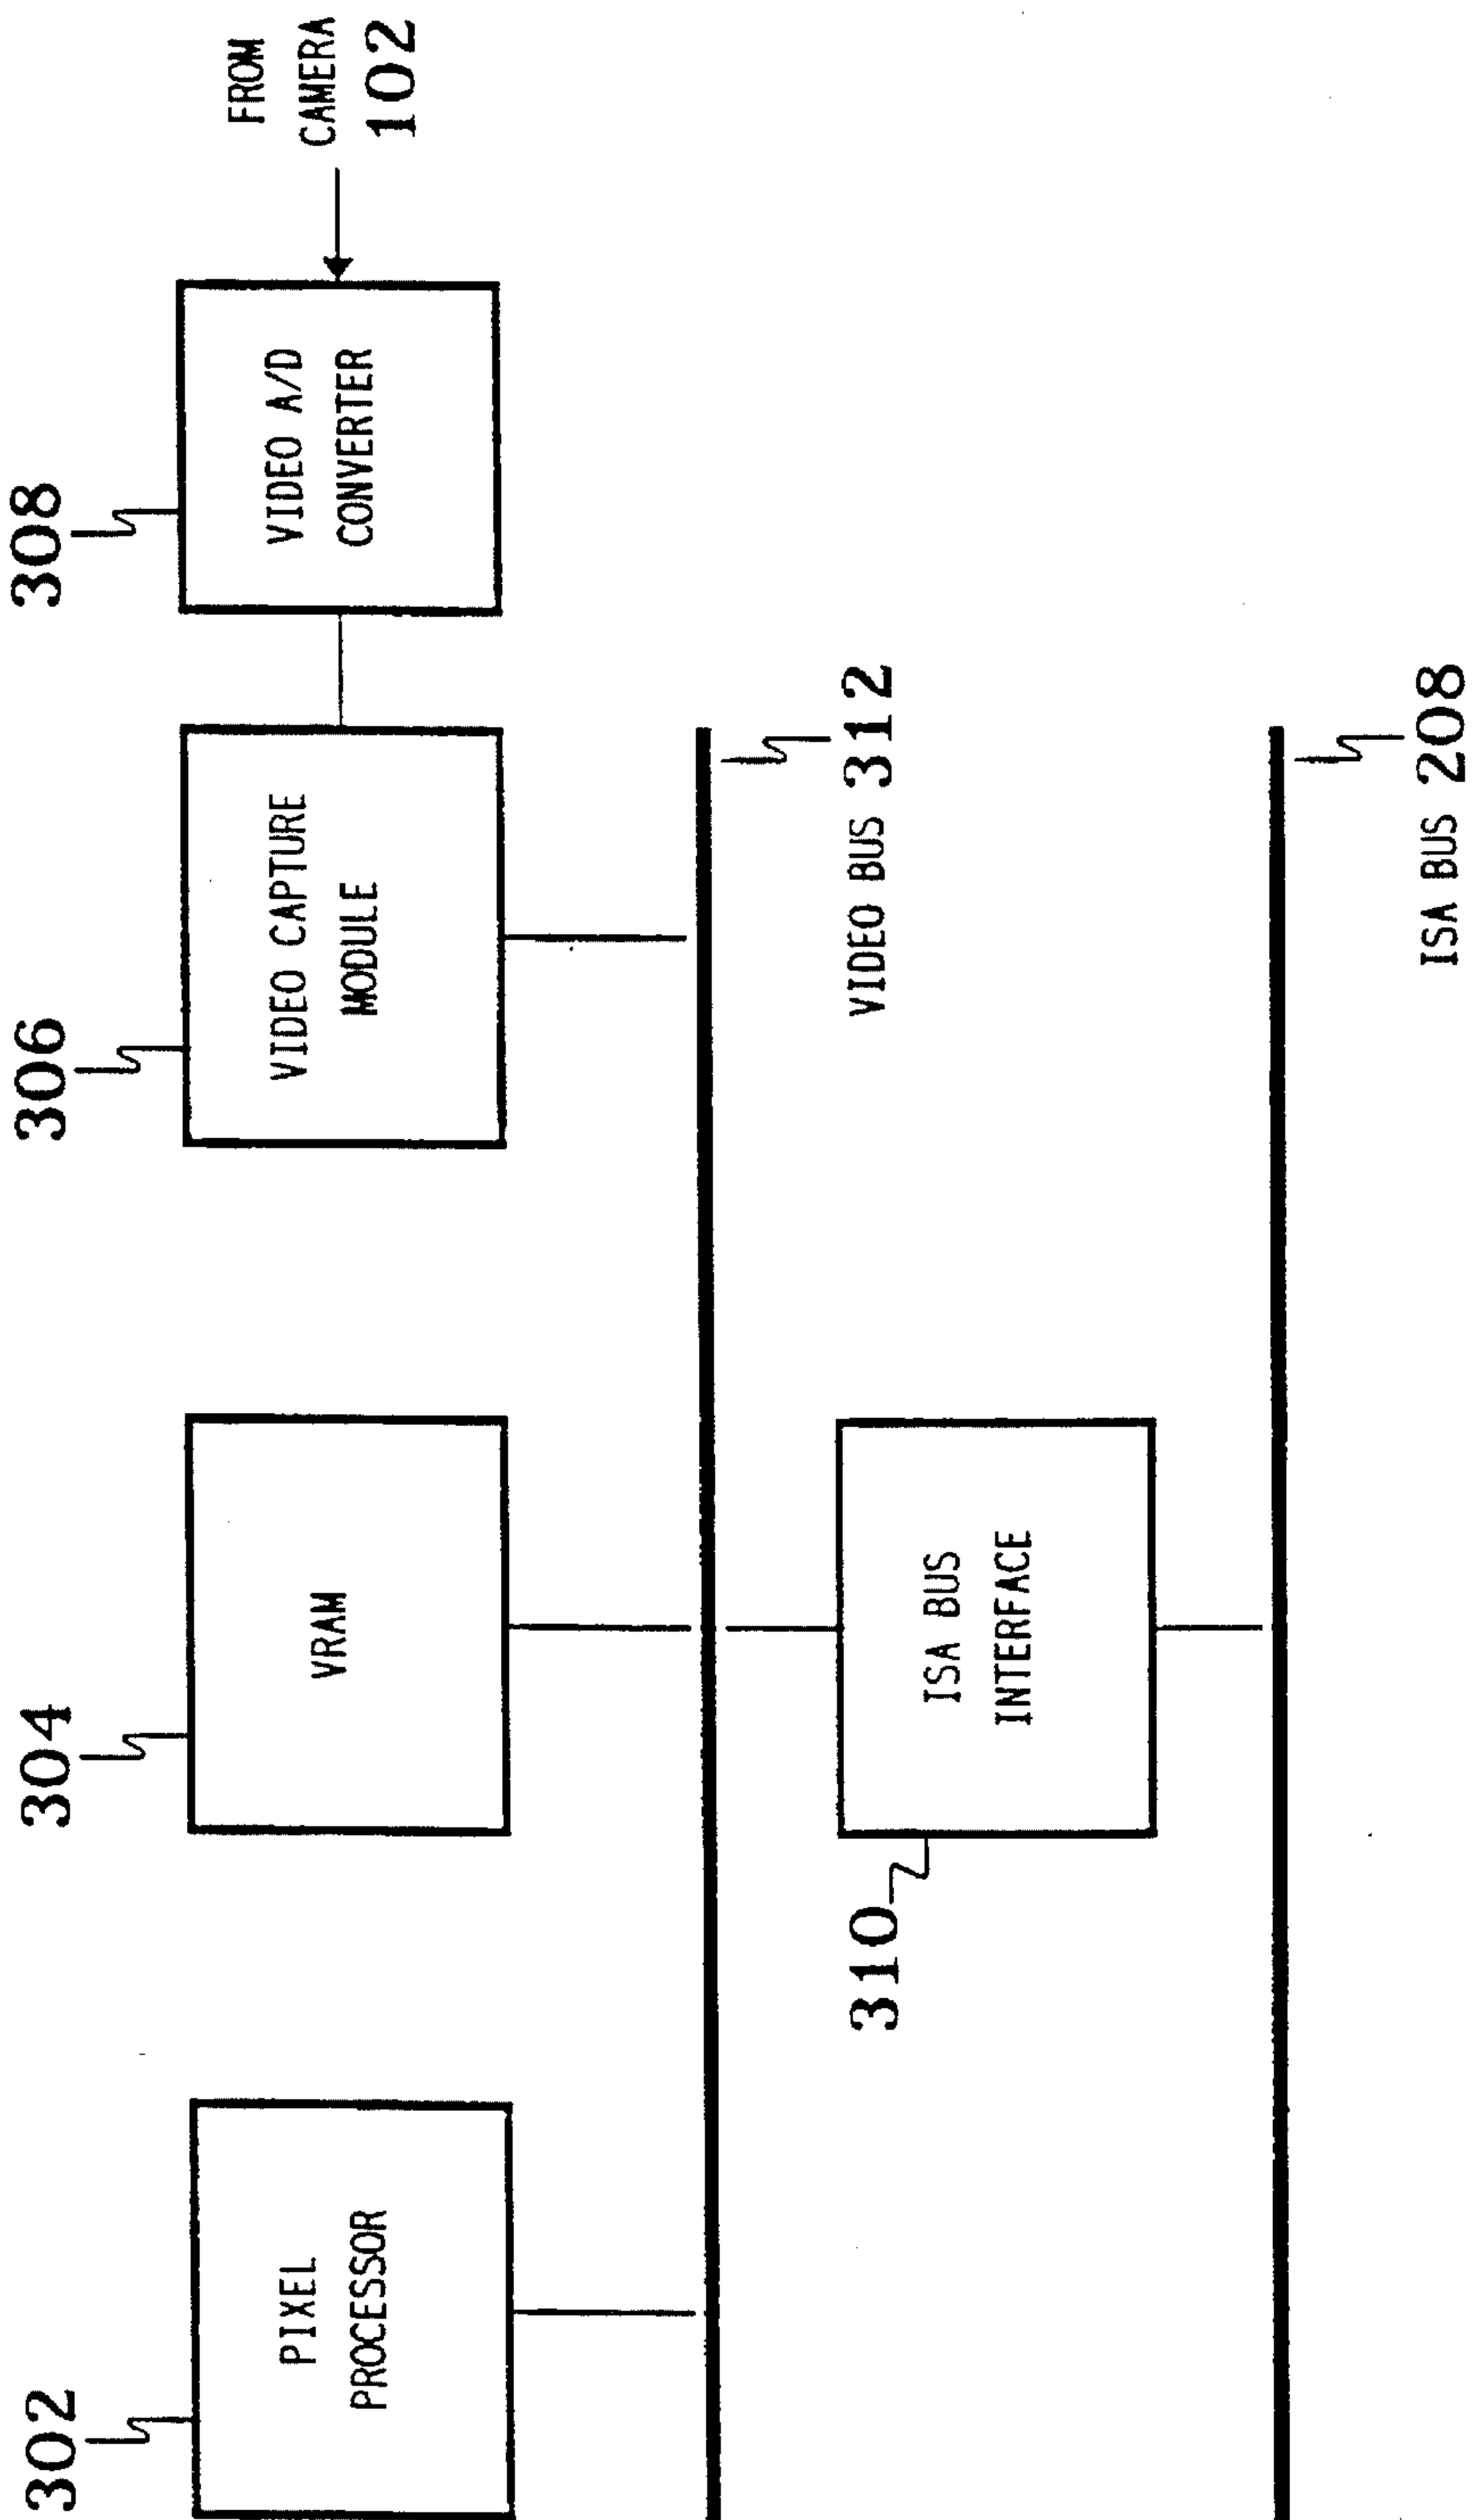 302
304
306
308
PIXEL
PROCESSOR
VRAM
VIDEO CAPTURE
MODULE
VIDEO A/D
CONVERTER
FROM
CAMERA
102
310
ISA BUS
INTERFACE
VIDEO BUS 312
ISA BUS 208